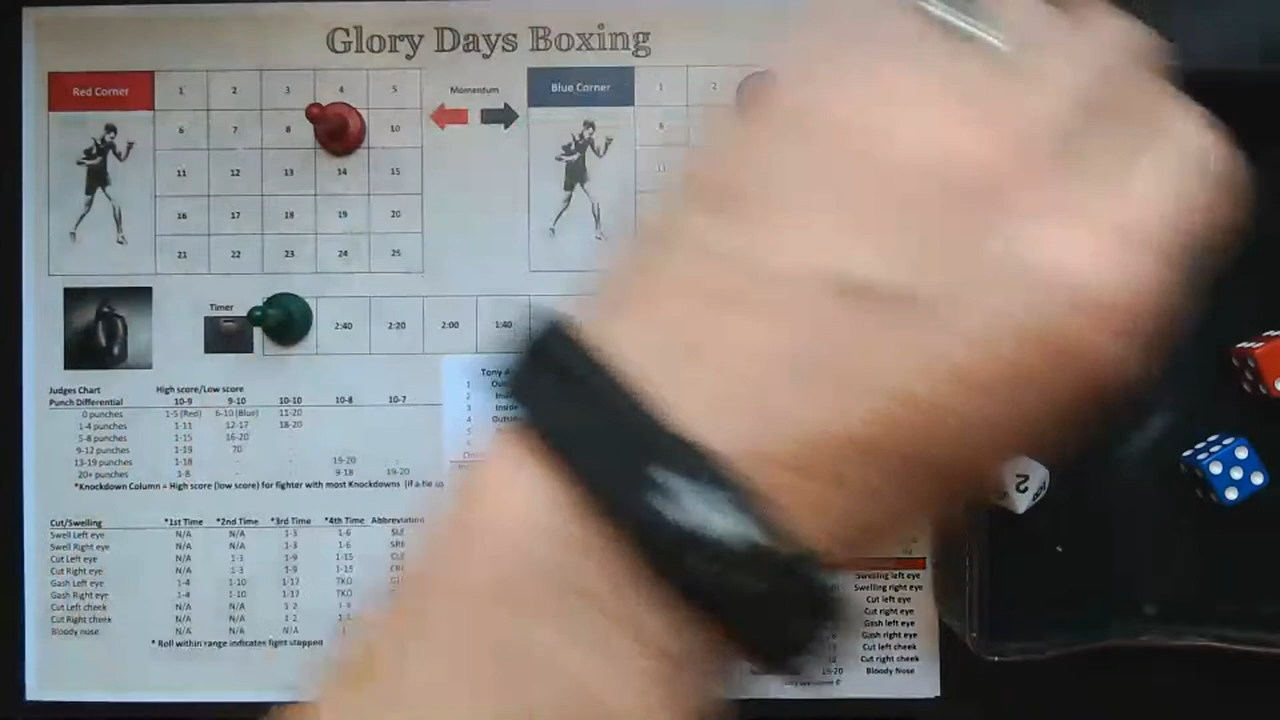 Glory Days Boxing
Red Corner 1 2 3 4 5
6 7 8 10
11 12 13 14 15
16 17 18 19 20
21 22 23 24 25
Momentum
Blue Corner 1 2
6
11
Timer
2:40 2:20 2:00 1:40
Judges Chart High score/Low score
Punch Differential 10-9 9-10 10-10 10-8 10-7
0 punches 1-5 (Red) 6-10 (Blue) 11-20
1-4 punches 1-11 12-17 18-20
5-8 punches 1-15 16-20
9-12 punches 1-19 20 -
13-19 punches 1-18 - - 19-20 -
20+ punches 1-8 - - 9-18 19-20
*Knockdown Column = High score (low score) for fighter with most Knockdowns (if a tie
Tony
1
2
3 Inside
4
Cut/Swelling *1st Time *2nd Time *3rd Time *4th Time
Swell Left eye N/A N/A 1-3 1-6
Swell Right eye N/A N/A 1-3 1-6
Cut Left eye N/A 1-3 1-9 1-15
Cut Right eye N/A 1-3 1-9 1-15
Gash Left eye 1-4 1-10 1-17 TKO
Gash Right eye 1-4 1-10 1-17 TKO
Cut Left cheek N/A N/A 1-2
Cut Right cheek N/A N/A 1-2
Bloody nose N/A N/A N/A
* Roll within range indicates fight stopped
Swelling left eye
Swelling right eye
Cut left eye
Cut right eye
Gash left eye
Gash right eye
Cut left cheek
Cut right cheek
19-20 Bloody Nose
2